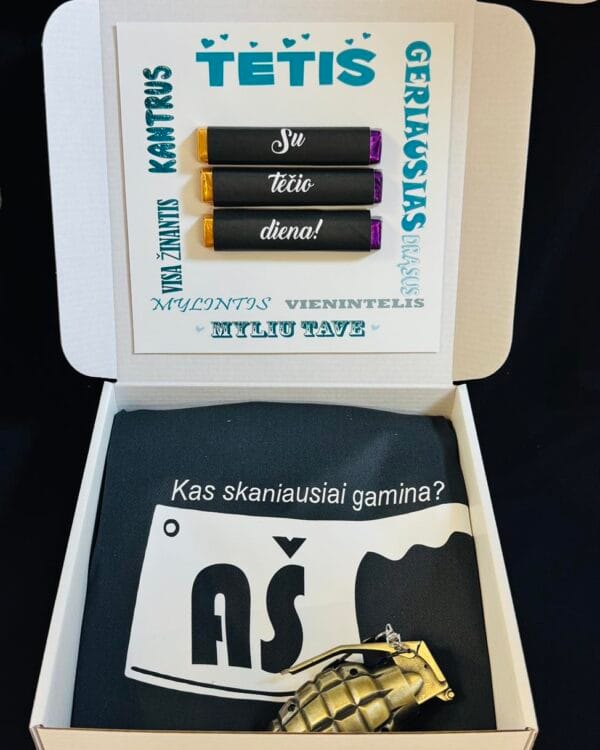 TĖTIS
KANTRUS
GERIAUSIAS
Su
tėčio
diena!
VISA ŽINANTIS
DRĄSUS
MYLINTIS VIENINTELIS
MYLIU TAVE
Kas skaniausiai gamina?
AŠ